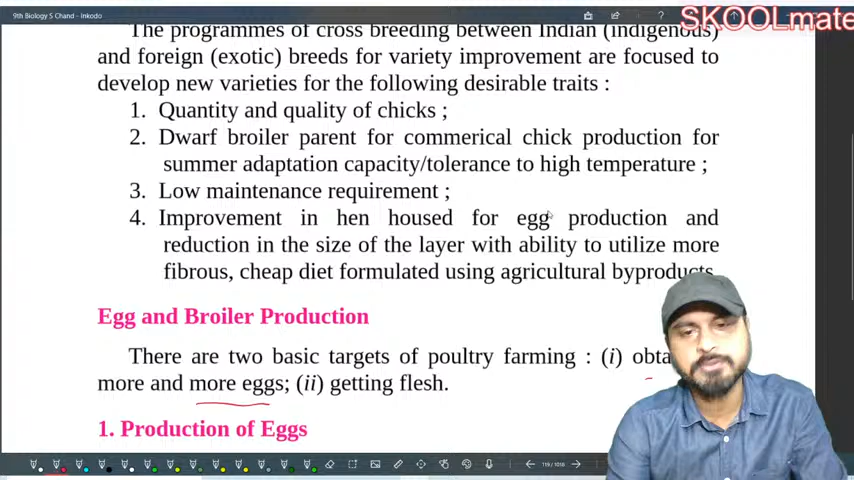 9th Biology S Chand - Inkodo
SKOOLmate
The programmes of cross breeding between Indian (indigenous)
and foreign (exotic) breeds for variety improvement are focused to
develop new varieties for the following desirable traits :
1. Quantity and quality of chicks ;
2. Dwarf broiler parent for commerical chick production for
summer adaptation capacity/tolerance to high temperature ;
3. Low maintenance requirement ;
4. Improvement in hen housed for egg production and
reduction in the size of the layer with ability to utilize more
fibrous, cheap diet formulated using agricultural byproducts.
Egg and Broiler Production
There are two basic targets of poultry farming : (i)
more and more eggs; (ii) getting flesh.
1. Production of Eggs